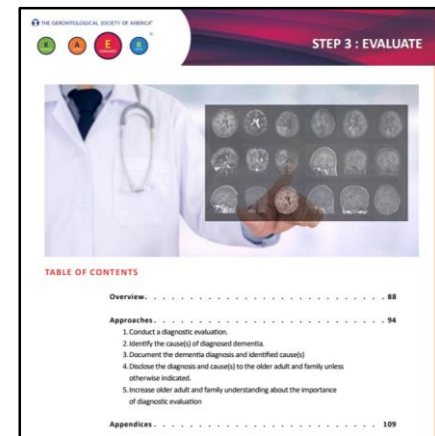 THE GERONTOLOGICAL SOCIETY OF AMERICA®
K A E R
EVALUATE
STEP 3 : EVALUATE
TABLE OF CONTENTS
Overview. . . . . . . . . . . . . . . . . . . . . . . . . . . . . 88
Approaches . . . . . . . . . . . . . . . . . . . . . . . . . . . . 94
1. Conduct a diagnostic evaluation.
2. Identify the cause(s) of diagnosed dementia.
3. Document the dementia diagnosis and identified cause(s)
4. Disclose the diagnosis and cause(s) to the older adult and family unless
otherwise indicated.
5. Increase older adult and family understanding about the importance
of diagnostic evaluation
Appendices . . . . . . . . . . . . . . . . . . . . . . . . . . . . 109